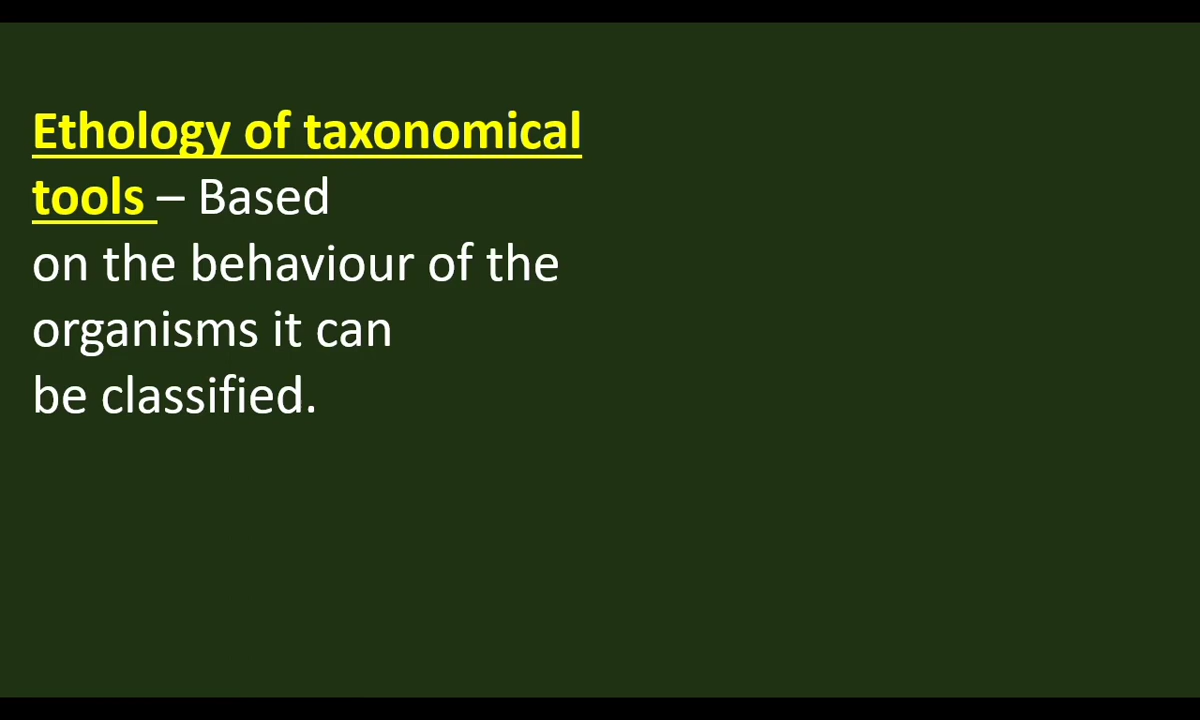 Ethology of taxonomical
tools – Based
on the behaviour of the
organisms it can
be classified.